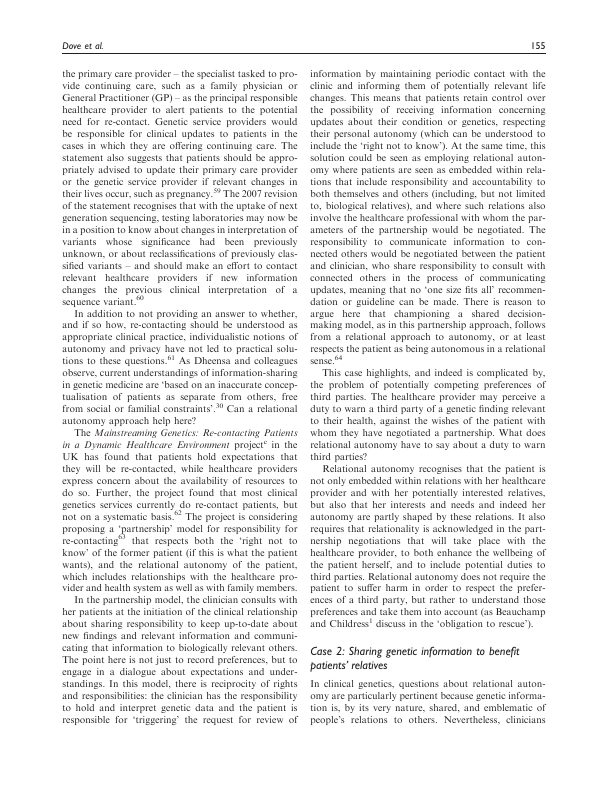 Dove et al.
155
the primary care provider – the specialist tasked to pro-
vide continuing care, such as a family physician or
General Practitioner (GP) – as the principal responsible
healthcare provider to alert patients to the potential
need for re-contact. Genetic service providers would
be responsible for clinical updates to patients in the
cases in which they are offering continuing care. The
statement also suggests that patients should be appro-
priately advised to update their primary care provider
or the genetic service provider if relevant changes in
their lives occur, such as pregnancy.59 The 2007 revision
of the statement recognises that with the uptake of next
generation sequencing, testing laboratories may now be
in a position to know about changes in interpretation of
variants whose significance had been previously
unknown, or about reclassifications of previously clas-
sified variants – and should make an effort to contact
relevant healthcare providers if new information
changes the previous clinical interpretation of a
sequence variant.60
In addition to not providing an answer to whether,
and if so how, re-contacting should be understood as
appropriate clinical practice, individualistic notions of
autonomy and privacy have not led to practical solu-
tions to these questions.61 As Dheensa and colleagues
observe, current understandings of information-sharing
in genetic medicine are ‘based on an inaccurate concep-
tualisation of patients as separate from others, free
from social or familial constraints’.30 Can a relational
autonomy approach help here?
The Mainstreaming Genetics: Re-contacting Patients
in a Dynamic Healthcare Environment project in the
UK has found that patients hold expectations that
they will be re-contacted, while healthcare providers
express concern about the availability of resources to
do so. Further, the project found that most clinical
genetics services currently do re-contact patients, but
not on a systematic basis.62 The project is considering
proposing a ‘partnership’ model for responsibility for
re-contacting63 that respects both the ‘right not to
know’ of the former patient (if this is what the patient
wants), and the relational autonomy of the patient,
which includes relationships with the healthcare pro-
vider and health system as well as with family members.
In the partnership model, the clinician consults with
her patients at the initiation of the clinical relationship
about sharing responsibility to keep up-to-date about
new findings and relevant information and communi-
cating that information to biologically relevant others.
The point here is not just to record preferences, but to
engage in a dialogue about expectations and under-
standings. In this model, there is reciprocity of rights
and responsibilities: the clinician has the responsibility
to hold and interpret genetic data and the patient is
responsible for ‘triggering’ the request for review of
information by maintaining periodic contact with the
clinic and informing them of potentially relevant life
changes. This means that patients retain control over
the possibility of receiving information concerning
updates about their condition or genetics, respecting
their personal autonomy (which can be understood to
include the ‘right not to know’). At the same time, this
solution could be seen as employing relational auton-
omy where patients are seen as embedded within rela-
tions that include responsibility and accountability to
both themselves and others (including, but not limited
to, biological relatives), and where such relations also
involve the healthcare professional with whom the par-
ameters of the partnership would be negotiated. The
responsibility to communicate information to con-
nected others would be negotiated between the patient
and clinician, who share responsibility to consult with
connected others in the process of communicating
updates, meaning that no ‘one size fits all’ recommen-
dation or guideline can be made. There is reason to
argue here that championing a shared decision-
making model, as in this partnership approach, follows
from a relational approach to autonomy, or at least
respects the patient as being autonomous in a relational
sense.64
This case highlights, and indeed is complicated by,
the problem of potentially competing preferences of
third parties. The healthcare provider may perceive a
duty to warn a third party of a genetic finding relevant
to their health, against the wishes of the patient with
whom they have negotiated a partnership. What does
relational autonomy have to say about a duty to warn
third parties?
Relational autonomy recognises that the patient is
not only embedded within relations with her healthcare
provider and with her potentially interested relatives,
but also that her interests and needs and indeed her
autonomy are partly shaped by these relations. It also
requires that relationality is acknowledged in the part-
nership negotiations that will take place with the
healthcare provider, to both enhance the wellbeing of
the patient herself, and to include potential duties to
third parties. Relational autonomy does not require the
patient to suffer harm in order to respect the prefer-
ences of a third party, but rather to understand those
preferences and take them into account (as Beauchamp
and Childress1 discuss in the ‘obligation to rescue’).
Case 2: Sharing genetic information to benefit
patients’ relatives
In clinical genetics, questions about relational auton-
omy are particularly pertinent because genetic informa-
tion is, by its very nature, shared, and emblematic of
people’s relations to others. Nevertheless, clinicians